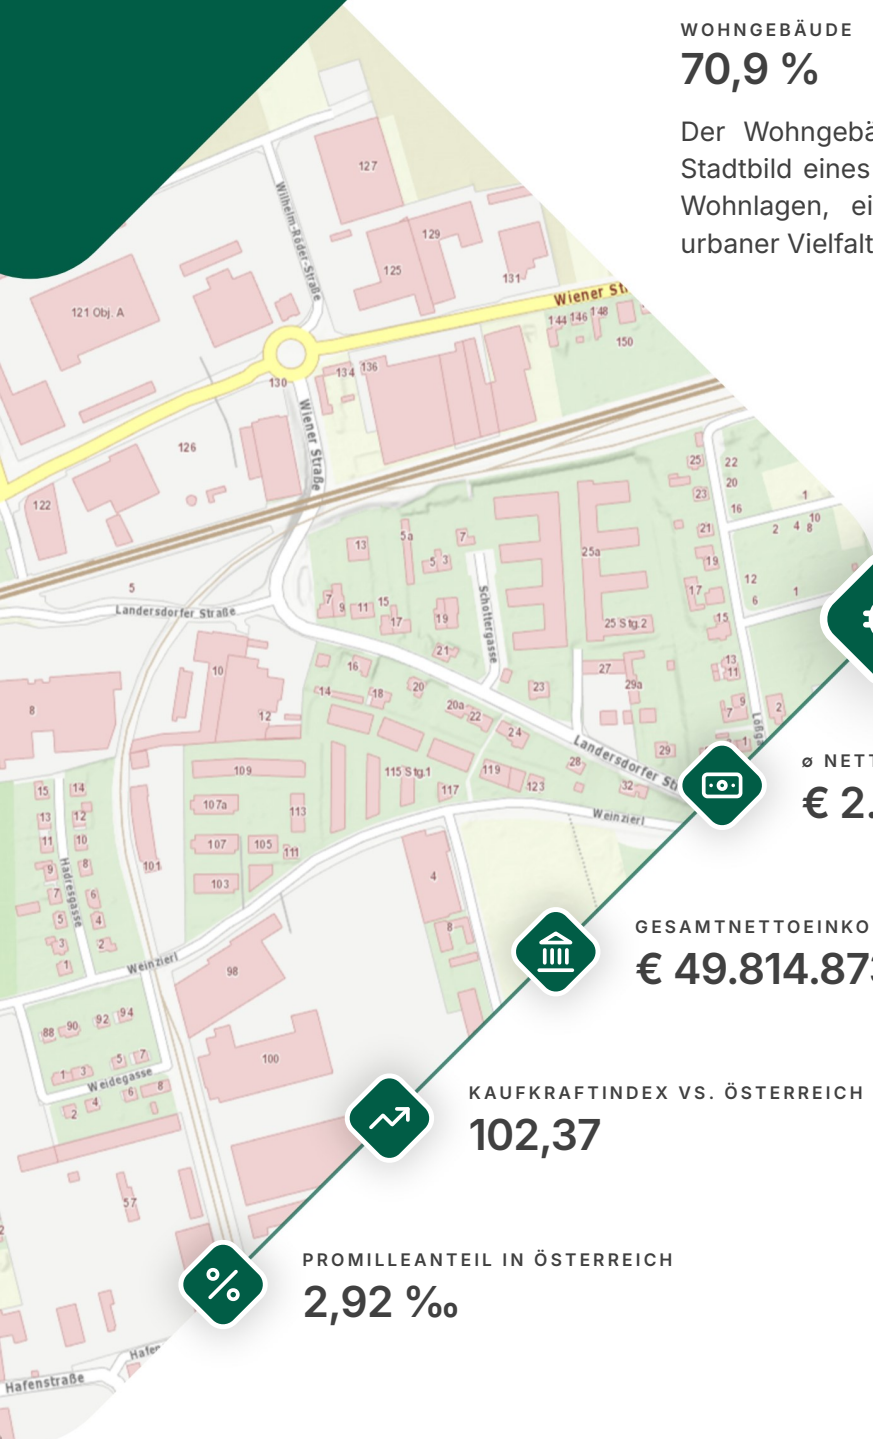 WOHNGEBÄUDE
70,9 %
Der Wohngebä
Stadtbild eines
Wohnlagen, ei
urbaner Vielfalt
127
Wilhelm-Röder-Straße
129
125
131
Wiener St
121 Obj. A
144 146 148
150
134 136
130
Wiener Straße
126
122
25
22
20
23
16
1
10
2 4 8
21
13
5a
7
5 3
25a
19
12
6
1
17
5
Landersdorfer Straße
7
9 11 15
17
19
Schottergasse
25 Stg.2
15
21
16
10
27
13
11
14
18
20
23
29a
9
7
2
8
12
20a
22
24
Lößga
Landersdorfer Str
29
1
109
115 Stg.1
119
28
15
14
117
123
32
ø NETT
€ 2.
107a
113
13
12
Weinzierl
11
10
107
105
111
9
8
101
103
4
Hadresgasse
7
6
5
4
8
GESAMTNETTOEINKO
€ 49.814.873
3
2
1
Weinzierl
98
88 90 92 94
100
1 3 5 7
Weidegasse
6 8
2 4
KAUFKRAFTINDEX VS. ÖSTERREICH
102,37
57
PROMILLEANTEIL IN ÖSTERREICH
2,92 ‰
Hafen
Hafenstraße